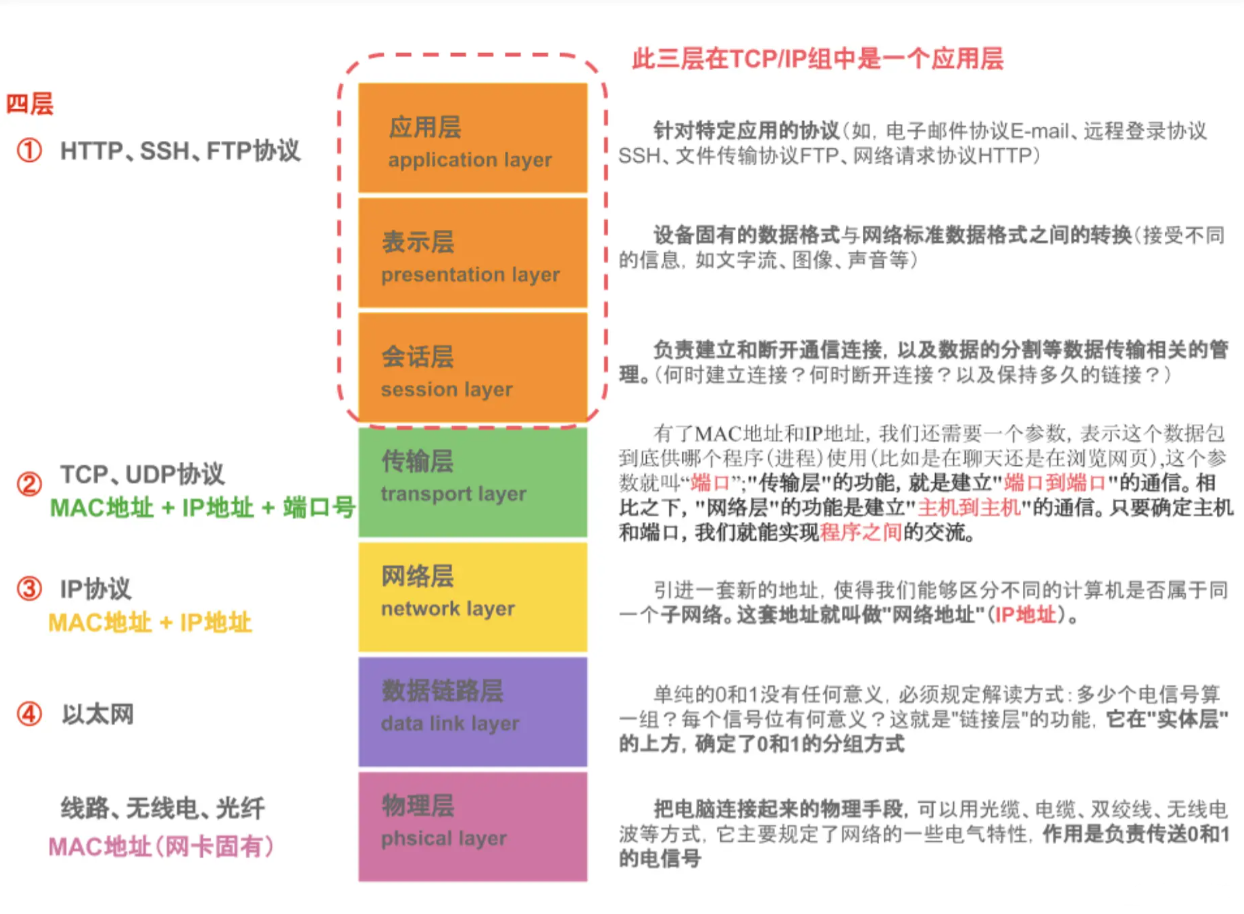 此三层在TCP/IP组中是一个应用层
四层
① HTTP、SSH、FTP协议
应用层
application layer
针对特定应用的协议（如，电子邮件协议E-mail、远程登录协议
SSH、文件传输协议FTP、网络请求协议HTTP）
表示层
presentation layer
设备固有的数据格式与网络标准数据格式之间的转换（接受不同
的信息，如文字流、图像、声音等）
会话层
session layer
负责建立和断开通信连接，以及数据的分割等数据传输相关的管
理。（何时建立连接？何时断开连接？以及保持多久的链接？）
② TCP、UDP协议
MAC地址 + IP地址 + 端口号
传输层
transport layer
有了MAC地址和IP地址，我们还需要一个参数，表示这个数据包
到底供哪个程序（进程）使用（比如是在聊天还是在浏览网页），这个参
数就叫“端口”;"传输层"的功能，就是建立"端口到端口"的通信。相
比之下，"网络层"的功能是建立"主机到主机"的通信。只要确定主机
和端口，我们就能实现程序之间的交流。
③ IP协议
MAC地址 + IP地址
网络层
network layer
引进一套新的地址，使得我们能够区分不同的计算机是否属于同
一个子网络。这套地址就叫做"网络地址"（IP地址）。
④ 以太网
数据链路层
data link layer
单纯的0和1没有任何意义，必须规定解读方式：多少个电信号算
一组？每个信号位有何意义？这就是"链接层"的功能，它在"实体层"
的上方，确定了0和1的分组方式
线路、无线电、光纤
MAC地址（网卡固有）
物理层
phsical layer
把电脑连接起来的物理手段，可以用光缆、电缆、双绞线、无线电
波等方式，它主要规定了网络的一些电气特性，作用是负责传送0和1
的电信号